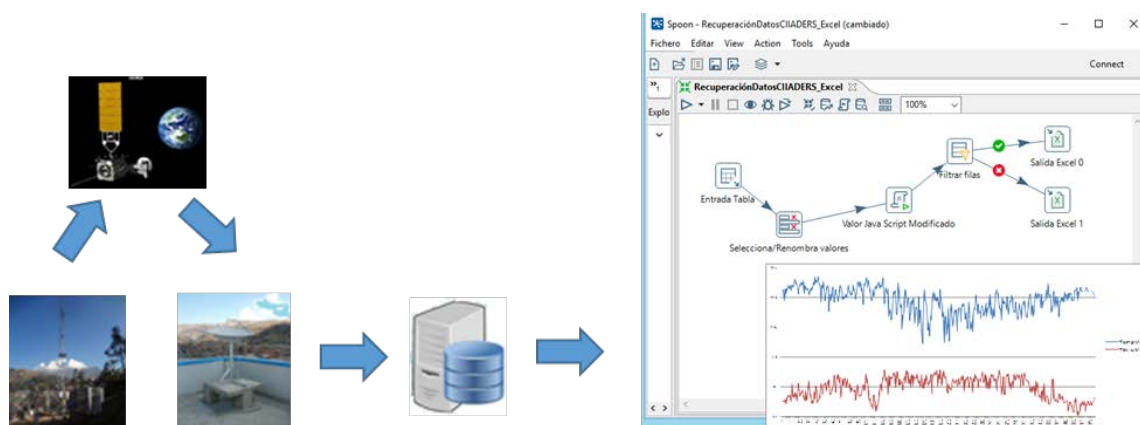 Spoon - RecuperaciónDatosCIIADERS_Excel (cambiado)
Fichero Editar View Action Tools Ayuda
Connect
RecuperaciónDatosCIIADERS_Excel
Explo
100%
Salida Excel 0
Filtrar filas
Entrada Tabla
Valor Java Script Modificado
Salida Excel 1
Selecciona/Renombra valores